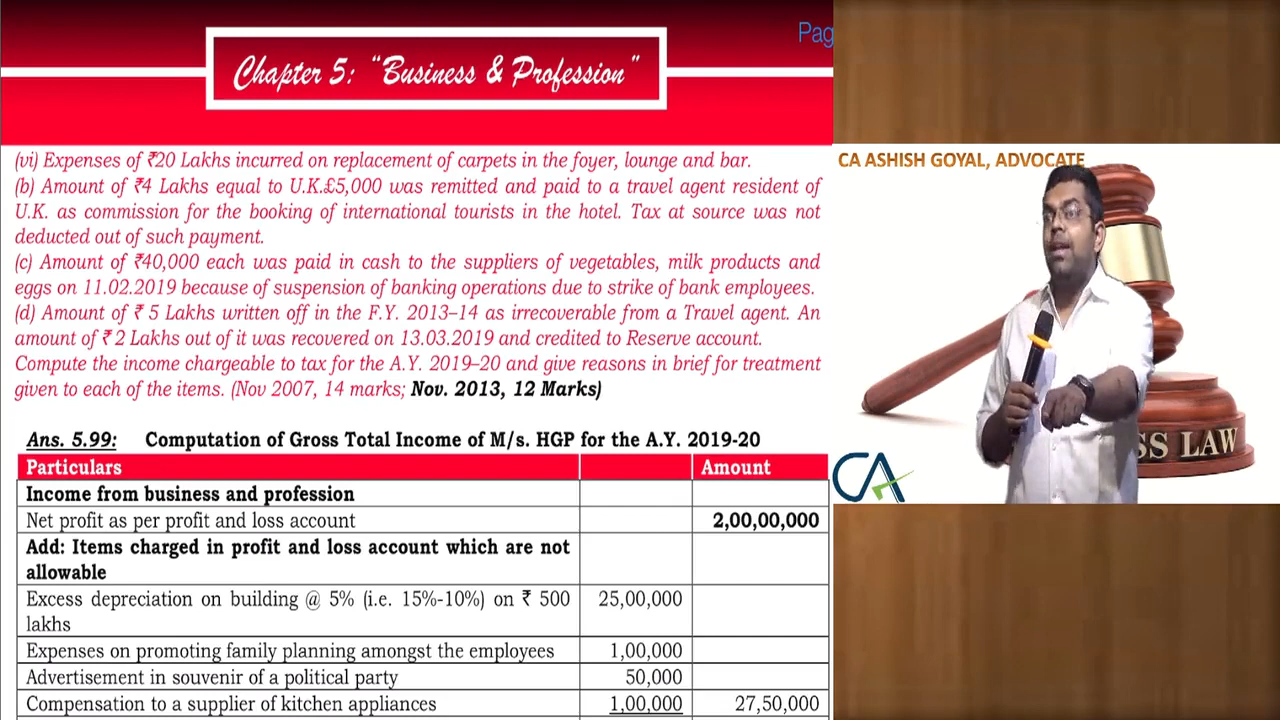 Pag
Chapter 5: "Business & Profession"
(vi) Expenses of ₹20 Lakhs incurred on replacement of carpets in the foyer, lounge and bar.
(b) Amount of ₹4 Lakhs equal to U.K.£5,000 was remitted and paid to a travel agent resident of
U.K. as commission for the booking of international tourists in the hotel. Tax at source was not
deducted out of such payment.
(c) Amount of ₹40,000 each was paid in cash to the suppliers of vegetables, milk products and
eggs on 11.02.2019 because of suspension of banking operations due to strike of bank employees.
(d) Amount of ₹ 5 Lakhs written off in the F.Y. 2013–14 as irrecoverable from a Travel agent. An
amount of ₹ 2 Lakhs out of it was recovered on 13.03.2019 and credited to Reserve account.
Compute the income chargeable to tax for the A.Y. 2019–20 and give reasons in brief for treatment
given to each of the items. (Nov 2007, 14 marks; Nov. 2013, 12 Marks)
Ans. 5.99: Computation of Gross Total Income of M/s. HGP for the A.Y. 2019-20
Particulars Amount
Income from business and profession
Net profit as per profit and loss account 2,00,00,000
Add: Items charged in profit and loss account which are not
allowable
Excess depreciation on building @ 5% (i.e. 15%-10%) on ₹ 500 25,00,000
lakhs
Expenses on promoting family planning amongst the employees 1,00,000
Advertisement in souvenir of a political party 50,000
Compensation to a supplier of kitchen appliances 1,00,000 27,50,000
CA ASHISH GOYAL, ADVOCATE
SS LAW
CA